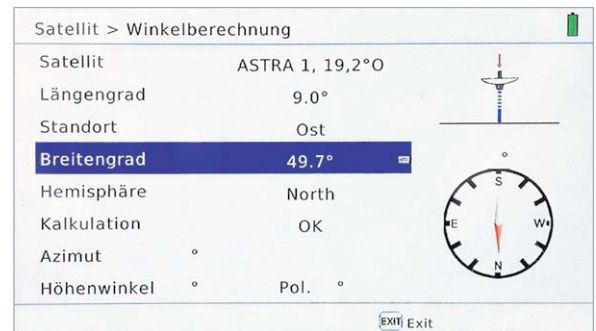 Satellit > Winkelberechnung
Satellit ASTRA 1, 19,2°O
Längengrad 9.0°
Standort Ost
Breitengrad 49.7°
Hemisphäre North
Kalkulation OK
Azimut °
Höhenwinkel ° Pol. °
°
S
E W
N
EXIT Exit